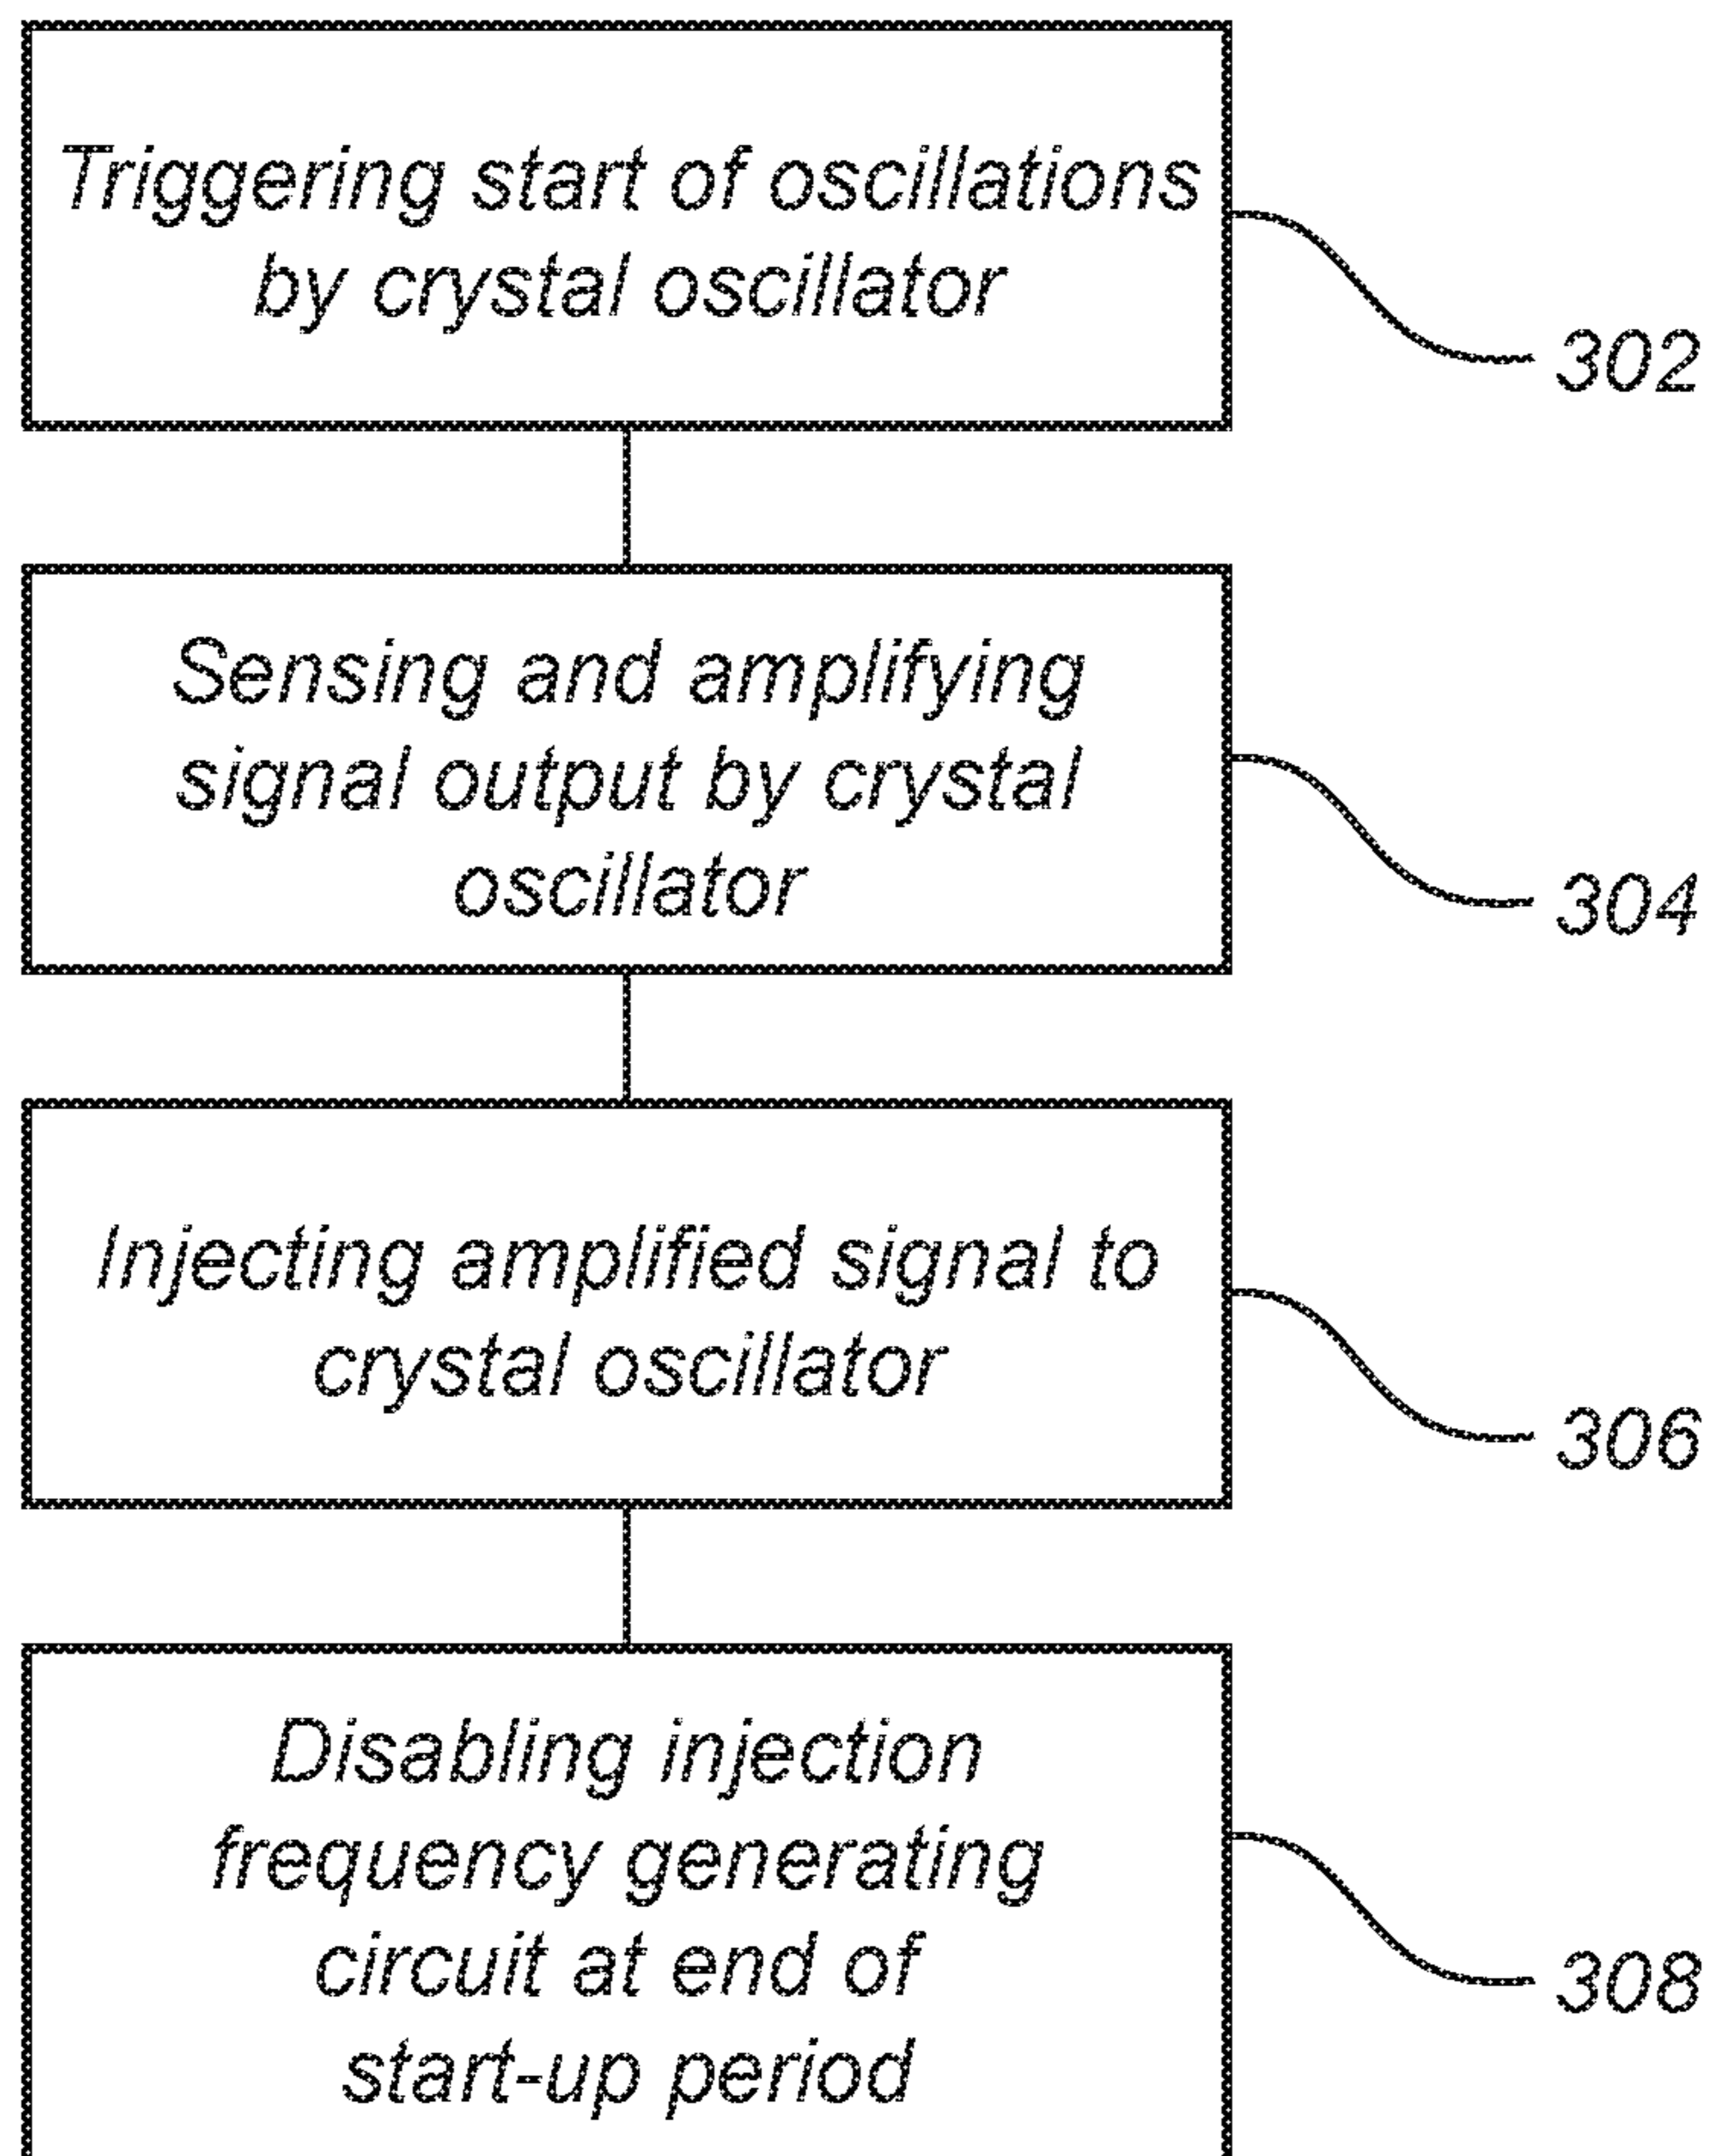 Triggering start of oscillations
by crystal oscillator
302
Sensing and amplifying
signal output by crystal
oscillator
304
Injecting amplified signal to
crystal oscillator
306
Disabling injection
frequency generating
circuit at end of
start-up period
308